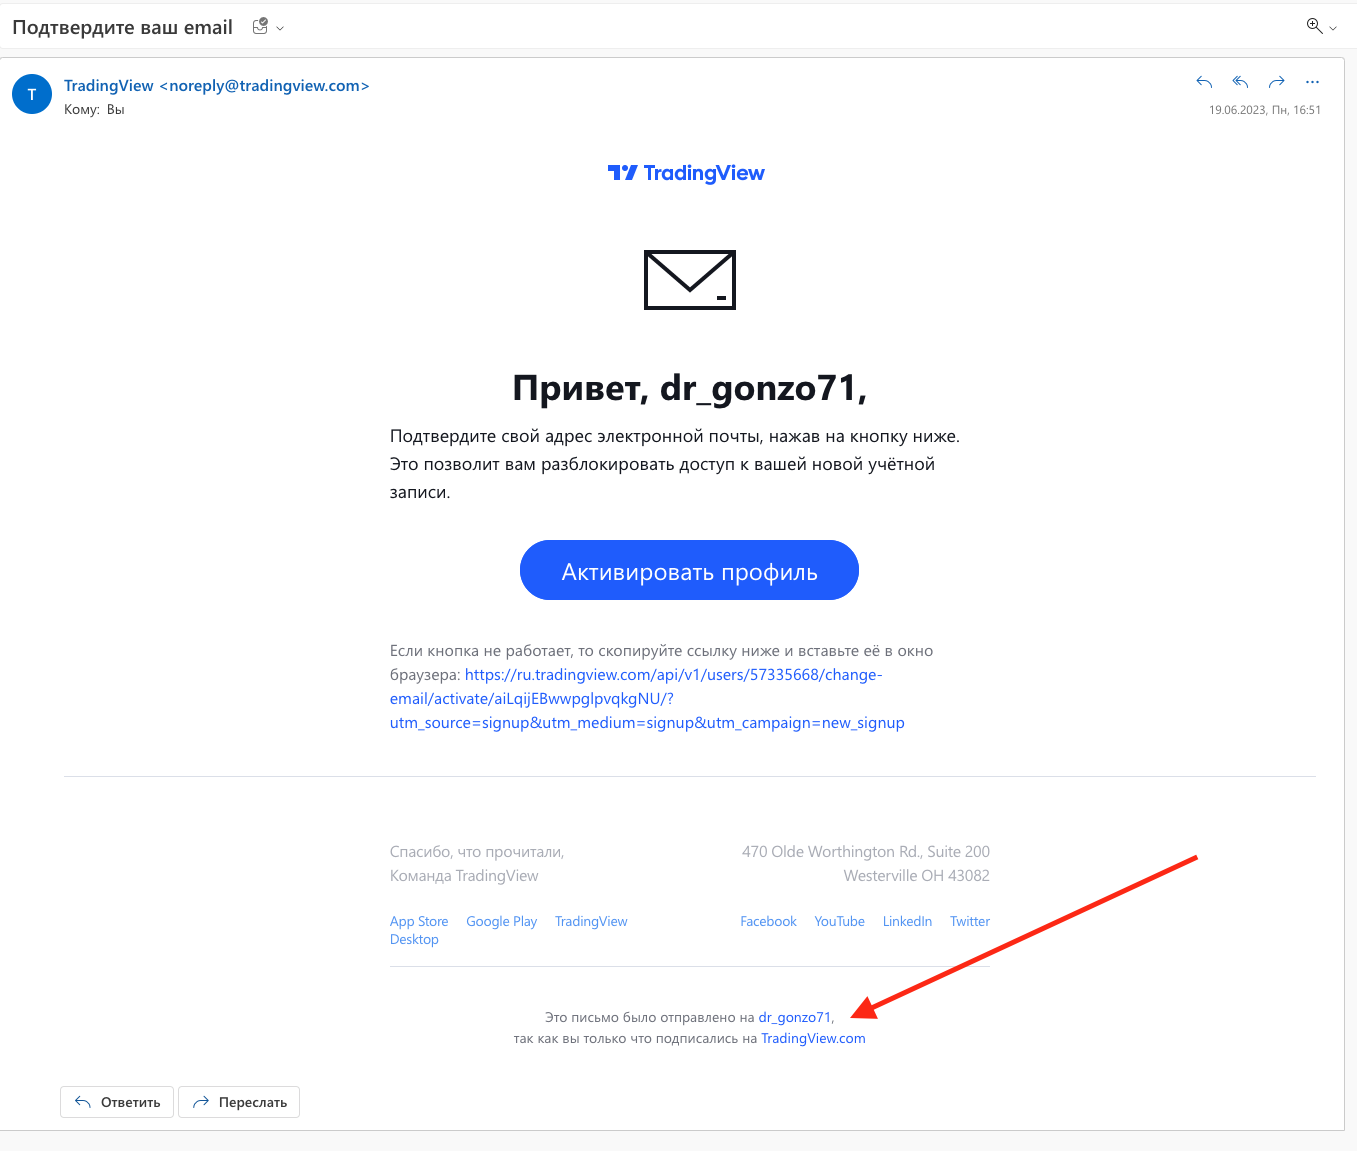 Подтвердите ваш email
T
TradingView <noreply@tradingview.com>
Кому: Вы
19.06.2023, Пн, 16:51
TradingView
Привет, dr_gonzo71,
Подтвердите свой адрес электронной почты, нажав на кнопку ниже.
Это позволит вам разблокировать доступ к вашей новой учётной
записи.
Активировать профиль
Если кнопка не работает, то скопируйте ссылку ниже и вставьте её в окно
браузера: https://ru.tradingview.com/api/v1/users/57335668/change-
email/activate/aiLqijEBwwpglpvqkgNU/?
utm_source=signup&utm_medium=signup&utm_campaign=new_signup
Спасибо, что прочитали,
Команда TradingView
470 Olde Worthington Rd., Suite 200
Westerville OH 43082
App Store Google Play TradingView
Desktop
Facebook YouTube LinkedIn Twitter
Это письмо было отправлено на dr_gonzo71,
так как вы только что подписались на TradingView.com
Ответить
Переслать